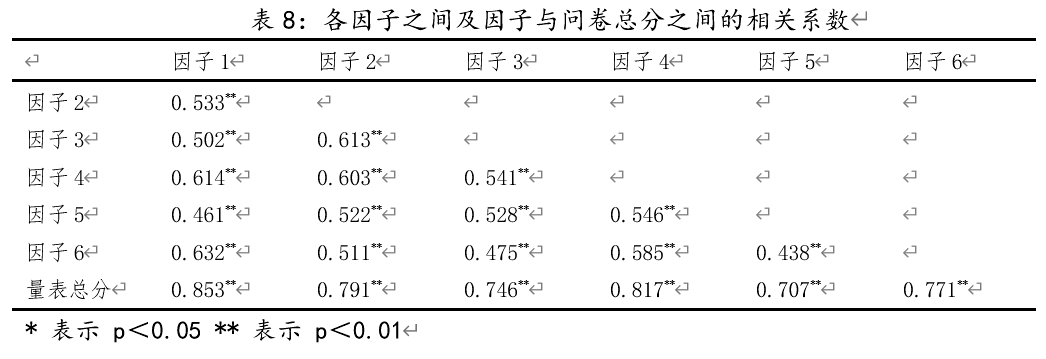 表 8：各因子之间及因子与问卷总分之间的相关系数↵
↵ 因子 1↵ 因子 2↵ 因子 3↵ 因子 4↵ 因子 5↵ 因子 6↵
因子 2↵ 0.533**↵ ↵ ↵ ↵ ↵ ↵
因子 3↵ 0.502**↵ 0.613**↵ ↵ ↵ ↵ ↵
因子 4↵ 0.614**↵ 0.603**↵ 0.541**↵ ↵ ↵ ↵
因子 5↵ 0.461**↵ 0.522**↵ 0.528**↵ 0.546**↵ ↵ ↵
因子 6↵ 0.632**↵ 0.511**↵ 0.475**↵ 0.585**↵ 0.438**↵ ↵
量表总分↵ 0.853**↵ 0.791**↵ 0.746**↵ 0.817**↵ 0.707**↵ 0.771**↵
* 表示 p＜0.05 ** 表示 p＜0.01↵